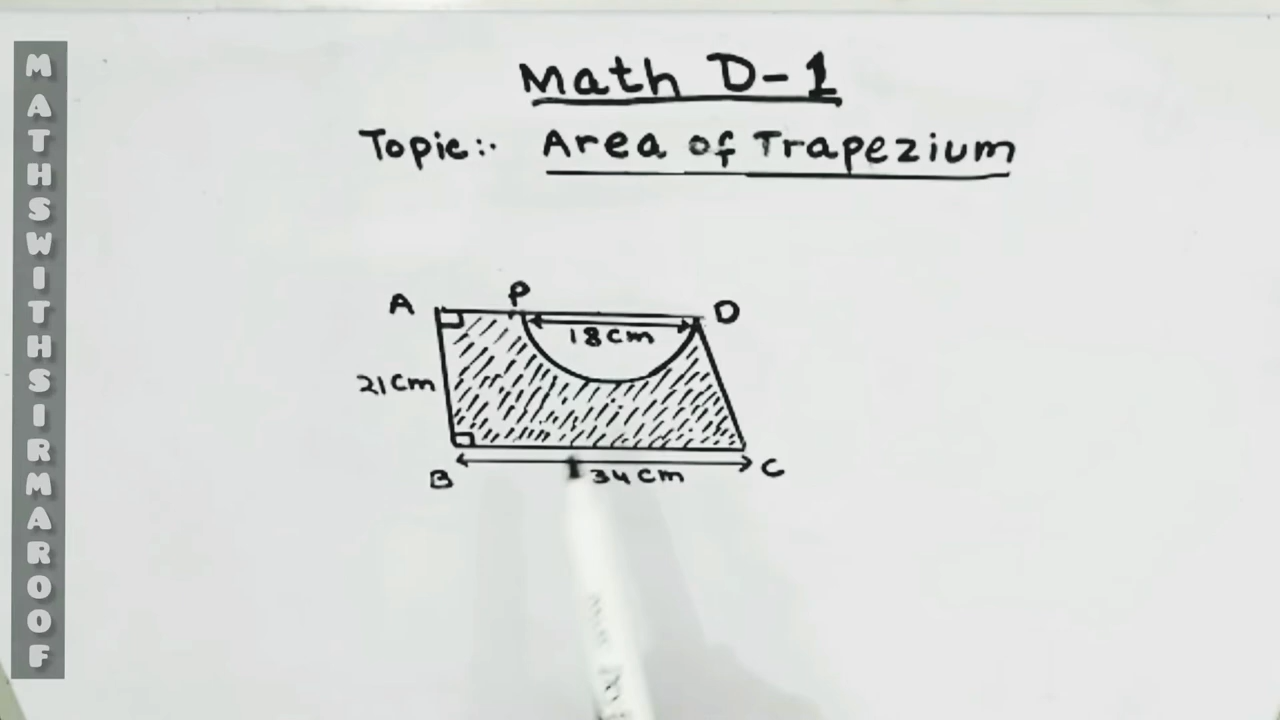 MATHSWITHSIRMAROOF
Math D-1
Topic:. Area of Trapezium
A P D
18cm
21cm
B 34cm C